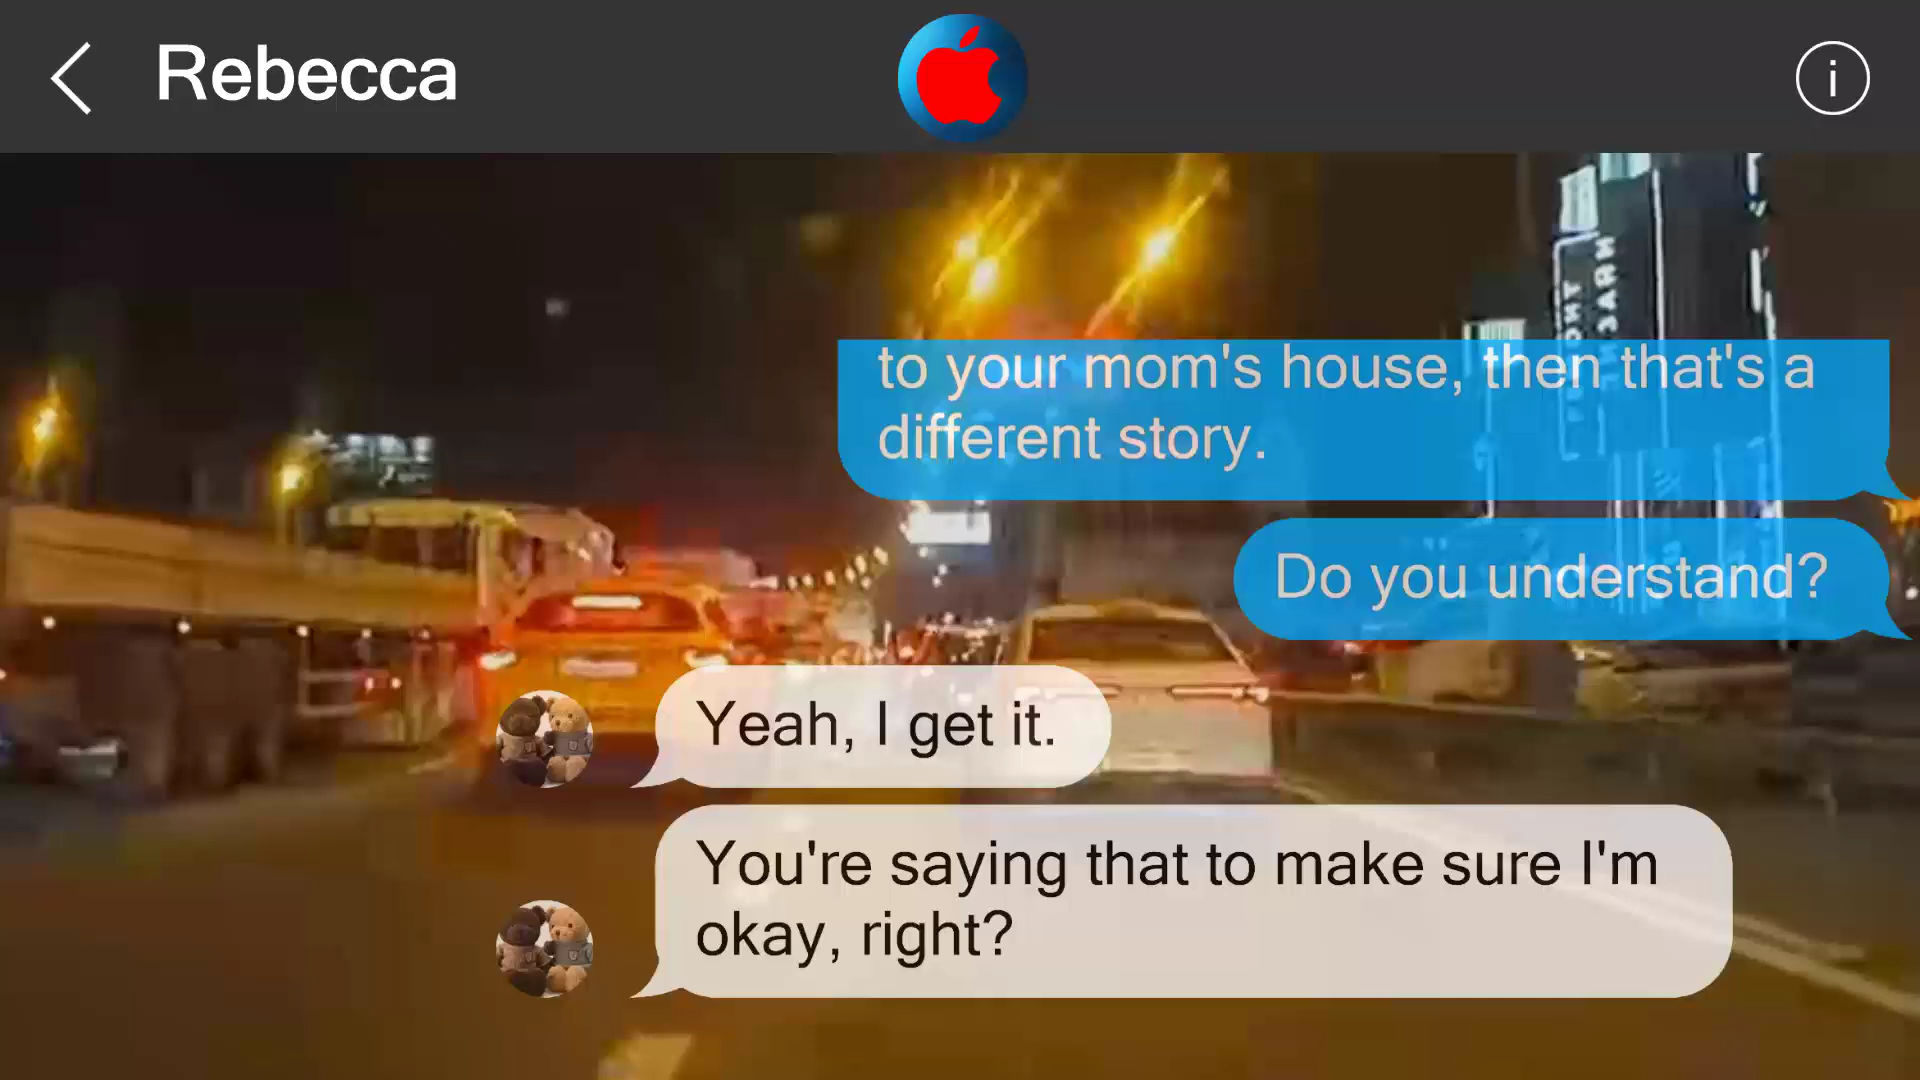 Rebecca
to your mom's house, then that's a
different story.
Do you understand?
Yeah, I get it.
You're saying that to make sure I'm
okay, right?